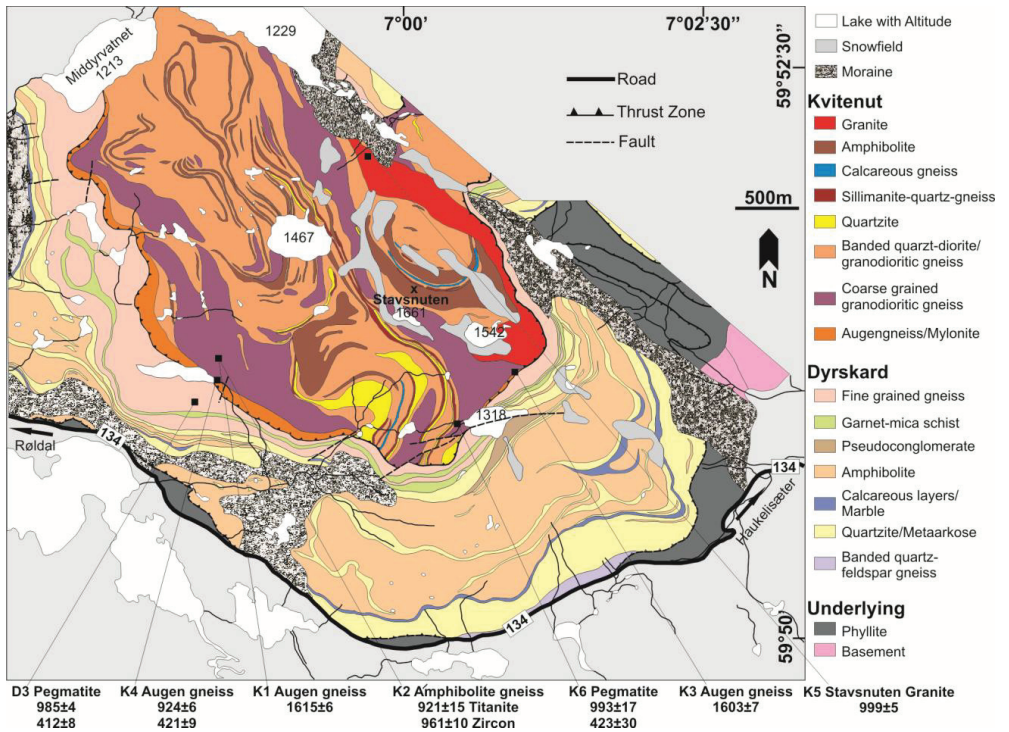 7°00'
7°02'30"
59°52'30"
59°50'
Middyrvatnet
1213
1229
1467
x
Stavsnuten
1661
1542
1318
Road
Thrust Zone
Fault
500m
N
Røldal
134
134
134
Haukelisæter
Lake with Altitude
Snowfield
Moraine
Kvitenut
Granite
Amphibolite
Calcareous gneiss
Sillimanite-quartz-gneiss
Quartzite
Banded quarzt-diorite/
granodioritic gneiss
Coarse grained
granodioritic gneiss
Augengneiss/Mylonite
Dyrskard
Fine grained gneiss
Garnet-mica schist
Pseudoconglomerate
Amphibolite
Calcareous layers/
Marble
Quartzite/Metaarkose
Banded quartz-
feldspar gneiss
Underlying
Phyllite
Basement
D3 Pegmatite
985±4
412±8
K4 Augen gneiss
924±6
421±9
K1 Augen gneiss
1615±6
K2 Amphibolite gneiss
921±15 Titanite
961±10 Zircon
K6 Pegmatite
993±17
423±30
K3 Augen gneiss
1603±7
K5 Stavsnuten Granite
999±5